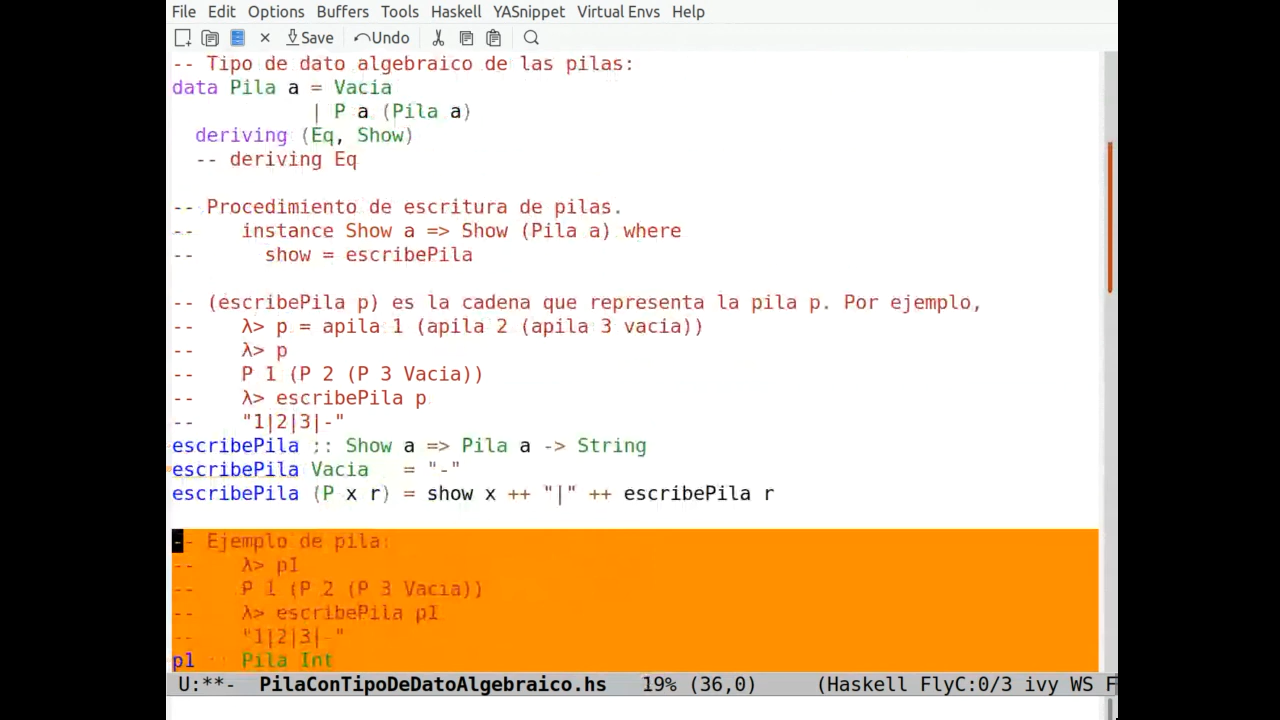 File Edit Options Buffers Tools Haskell YASnippet Virtual Envs Help
Save Undo
-- Tipo de dato algebraico de las pilas:
data Pila a = Vacia
            | P a (Pila a)
  deriving (Eq, Show)
  -- deriving Eq
-- Procedimiento de escritura de pilas.
--    instance Show a => Show (Pila a) where
--      show = escribePila
-- (escribePila p) es la cadena que representa la pila p. Por ejemplo,
--    λ> p = apila 1 (apila 2 (apila 3 vacia))
--    λ> p
--    P 1 (P 2 (P 3 Vacia))
--    λ> escribePila p
--    "1|2|3|-"
escribePila :: Show a => Pila a -> String
escribePila Vacia   = "-"
escribePila (P x r) = show x ++ "|" ++ escribePila r
-- Ejemplo de pila:
--    λ> p1
--    P 1 (P 2 (P 3 Vacia))
--    λ> escribePila p1
--    "1|2|3|-"
p1 :: Pila Int
U:**-  PilaConTipoDeDatoAlgebraico.hs   19% (36,0)     (Haskell FlyC:0/3 ivy WS F